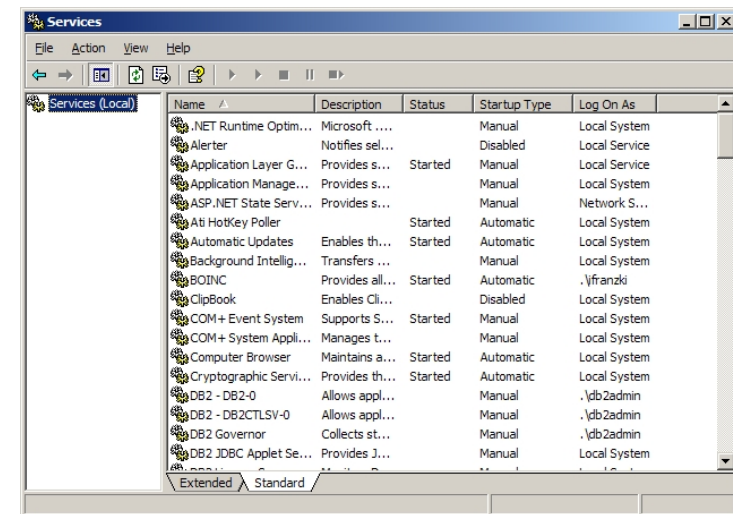 Services
File Action View Help
Services (Local)
Name Description Status Startup Type Log On As
.NET Runtime Optim... Microsoft .... Manual Local System
Alerter Notifies sel... Disabled Local Service
Application Layer G... Provides s... Started Manual Local Service
Application Manage... Provides s... Manual Local System
ASP.NET State Serv... Provides s... Manual Network S...
Ati HotKey Poller Started Automatic Local System
Automatic Updates Enables th... Started Automatic Local System
Background Intellig... Transfers ... Manual Local System
BOINC Provides all... Started Automatic .\jfranzki
ClipBook Enables Cli... Disabled Local System
COM+ Event System Supports S... Started Manual Local System
COM+ System Appli... Manages t... Manual Local System
Computer Browser Maintains a... Started Automatic Local System
Cryptographic Servi... Provides th... Started Automatic Local System
DB2 - DB2-0 Allows appl... Manual .\db2admin
DB2 - DB2CTLSV-0 Allows appl... Manual .\db2admin
DB2 Governor Collects st... Manual .\db2admin
DB2 JDBC Applet Se... Provides J... Manual Local System
Extended Standard